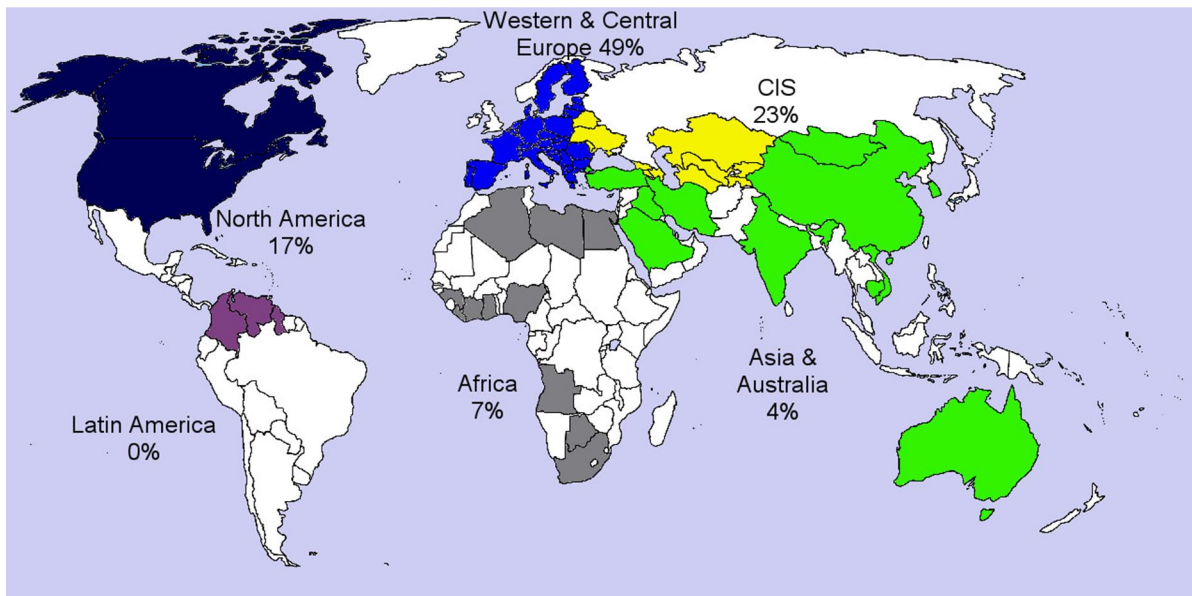 Western & Central
Europe 49%
CIS
23%
North America
17%
Asia &
Australia
4%
Africa
7%
Latin America
0%